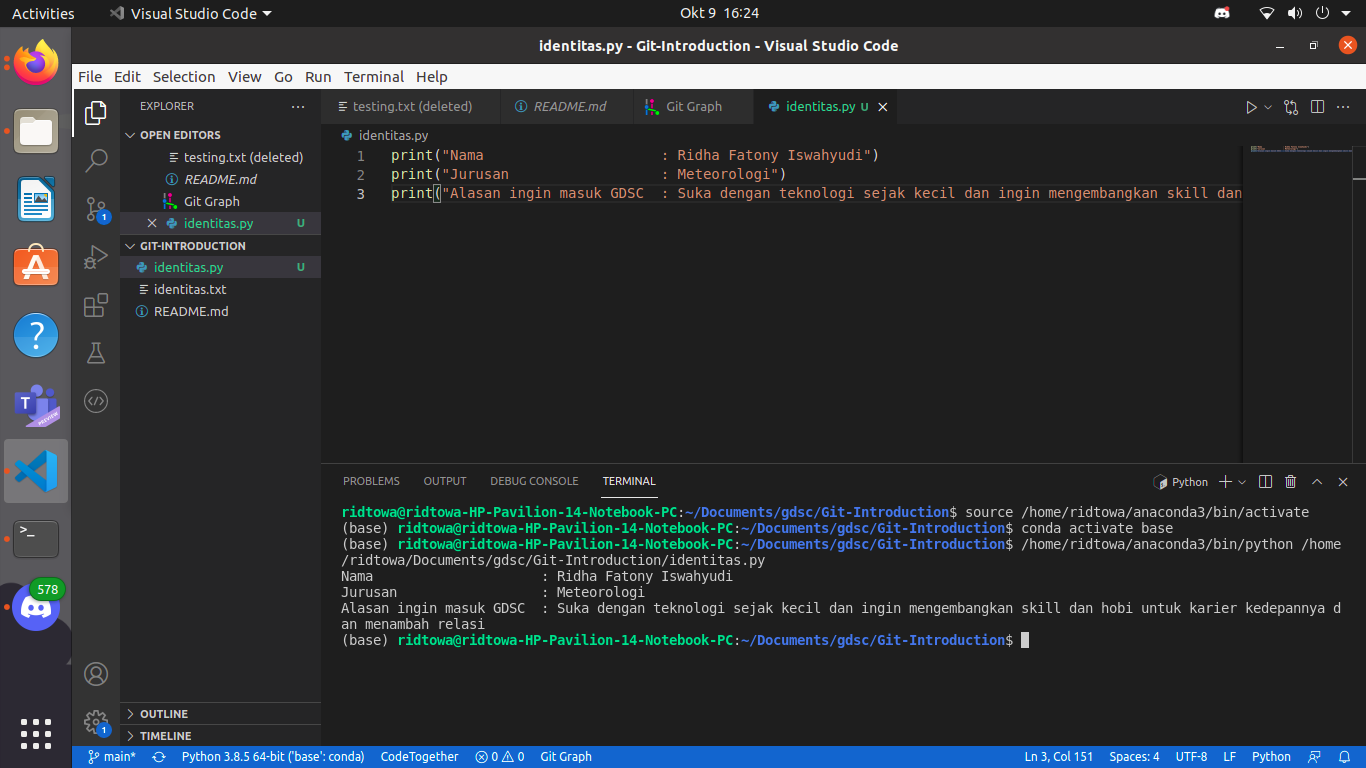 Activities
Visual Studio Code
Okt 9 16:24
identitas.py - Git-Introduction - Visual Studio Code
File Edit Selection View Go Run Terminal Help
EXPLORER
OPEN EDITORS
testing.txt (deleted)
README.md
Git Graph
identitas.py U
GIT-INTRODUCTION
identitas.py U
identitas.txt
README.md
OUTLINE
TIMELINE
1
1
578
>_
?
T
PREVIEW
testing.txt (deleted) README.md Git Graph identitas.py U
identitas.py
1 print("Nama                     : Ridha Fatony Iswahyudi")
2 print("Jurusan                  : Meteorologi")
3 print("Alasan ingin masuk GDSC  : Suka dengan teknologi sejak kecil dan ingin mengembangkan skill dan
PROBLEMS OUTPUT DEBUG CONSOLE TERMINAL
Python
ridtowa@ridtowa-HP-Pavilion-14-Notebook-PC:~/Documents/gdsc/Git-Introduction$ source /home/ridtowa/anaconda3/bin/activate
(base) ridtowa@ridtowa-HP-Pavilion-14-Notebook-PC:~/Documents/gdsc/Git-Introduction$ conda activate base
(base) ridtowa@ridtowa-HP-Pavilion-14-Notebook-PC:~/Documents/gdsc/Git-Introduction$ /home/ridtowa/anaconda3/bin/python /home
/ridtowa/Documents/gdsc/Git-Introduction/identitas.py
Nama                     : Ridha Fatony Iswahyudi
Jurusan                  : Meteorologi
Alasan ingin masuk GDSC  : Suka dengan teknologi sejak kecil dan ingin mengembangkan skill dan hobi untuk karier kedepannya d
an menambah relasi
(base) ridtowa@ridtowa-HP-Pavilion-14-Notebook-PC:~/Documents/gdsc/Git-Introduction$
main* Python 3.8.5 64-bit ('base': conda) CodeTogether 0 0 Git Graph Ln 3, Col 151 Spaces: 4 UTF-8 LF Python